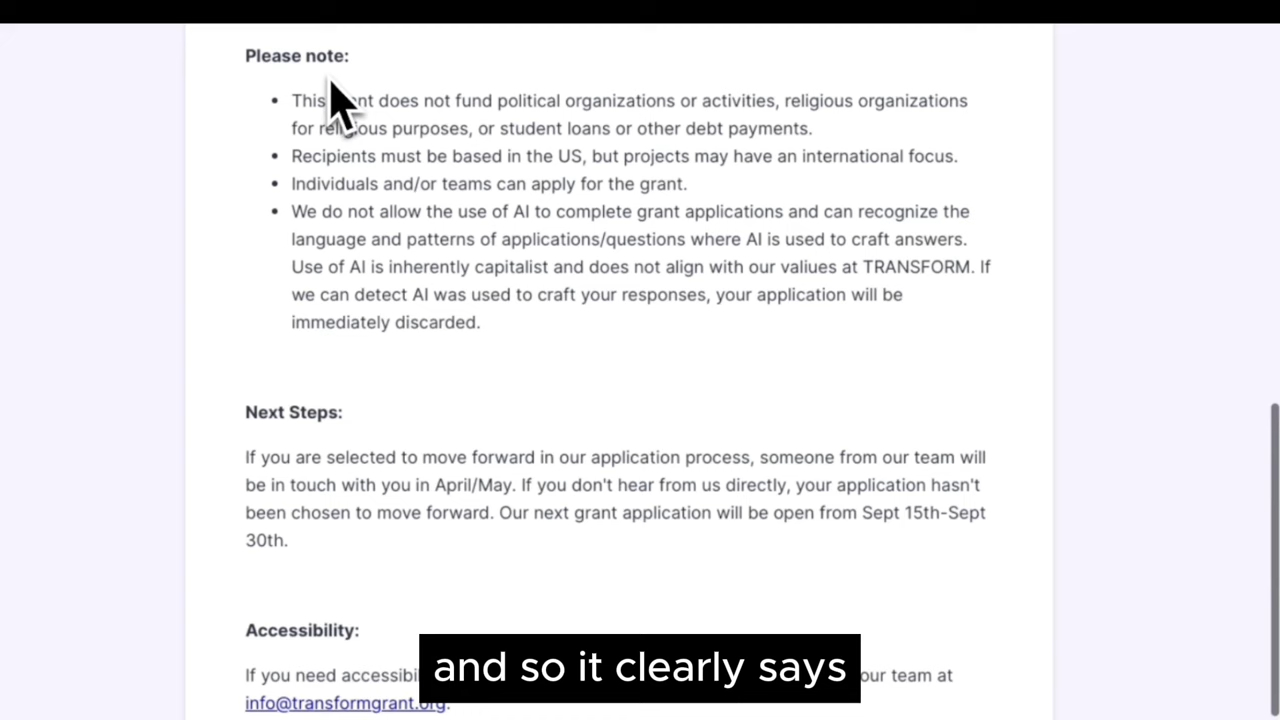 Please note:
• This nt does not fund political organizations or activities, religious organizations
for re ous purposes, or student loans or other debt payments.
• Recipients must be based in the US, but projects may have an international focus.
• Individuals and/or teams can apply for the grant.
• We do not allow the use of AI to complete grant applications and can recognize the
language and patterns of applications/questions where AI is used to craft answers.
Use of AI is inherently capitalist and does not align with our valiues at TRANSFORM. If
we can detect AI was used to craft your responses, your application will be
immediately discarded.
Next Steps:
If you are selected to move forward in our application process, someone from our team will
be in touch with you in April/May. If you don't hear from us directly, your application hasn't
been chosen to move forward. Our next grant application will be open from Sept 15th-Sept
30th.
Accessibility:
If you need accessibi our team at
info@transformgrant.org.
and so it clearly says